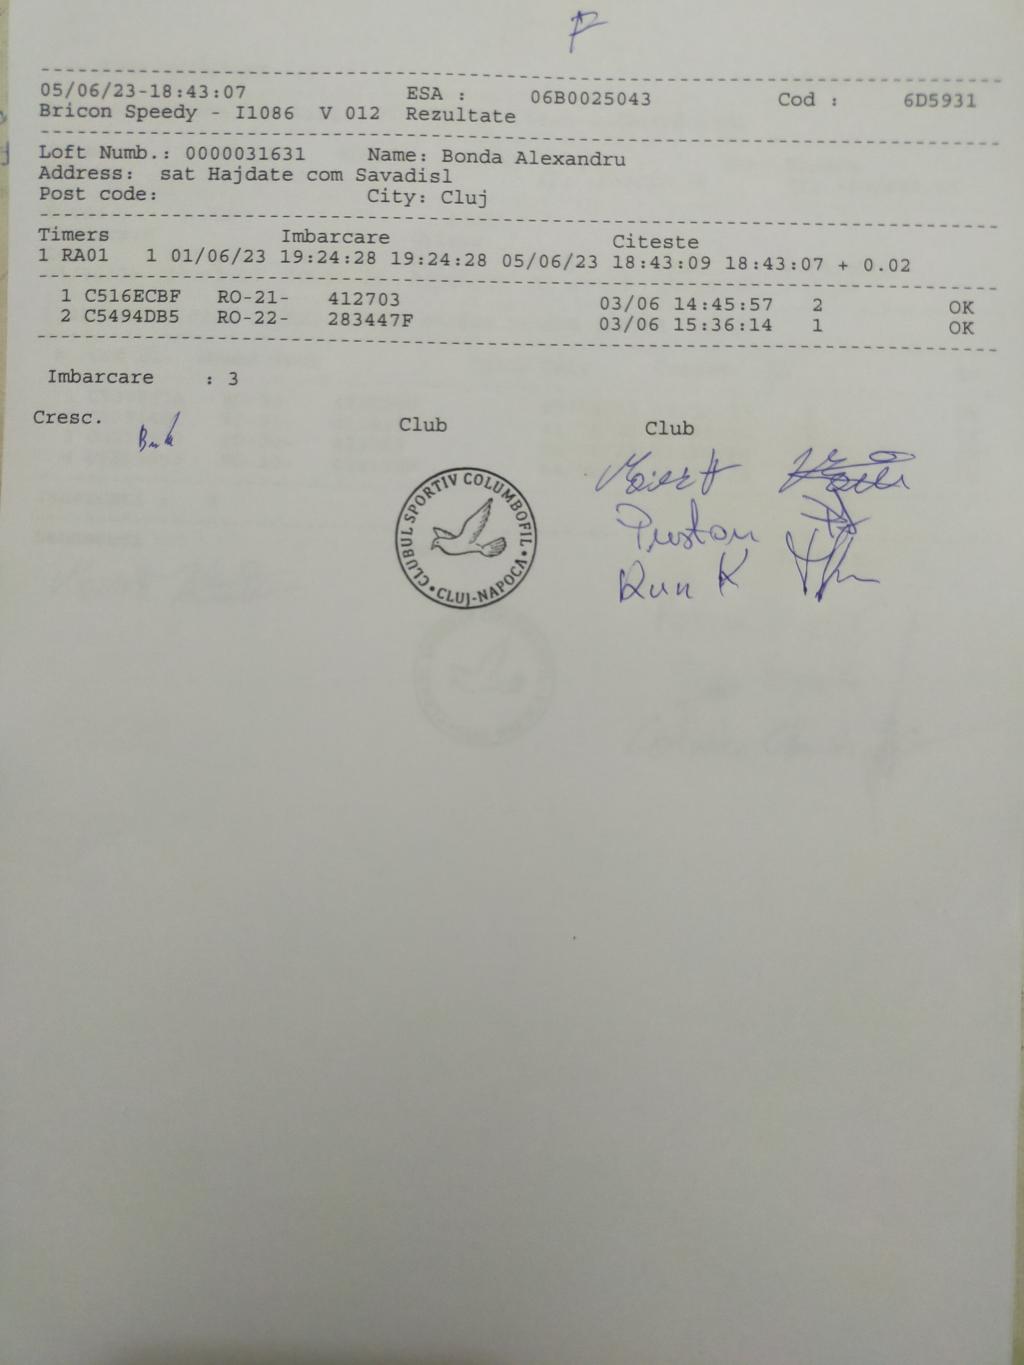 05/06/23-18:43:07 ESA : 06B0025043 Cod : 6D5931
Bricon Speedy - I1086 V 012 Rezultate
Loft Numb.: 0000031631 Name: Bonda Alexandru
Address: sat Hajdate com Savadisl
Post code: City: Cluj
Timers Imbarcare Citeste
1 RA01 1 01/06/23 19:24:28 19:24:28 05/06/23 18:43:09 18:43:07 + 0.02
1 C516ECBF RO-21- 412703 03/06 14:45:57 2 OK
2 C5494DB5 RO-22- 283447F 03/06 15:36:14 1 OK
Imbarcare : 3
Cresc. Club Club
CLUBUL SPORTIV COLUMBOFIL
CLUJ-NAPOCA